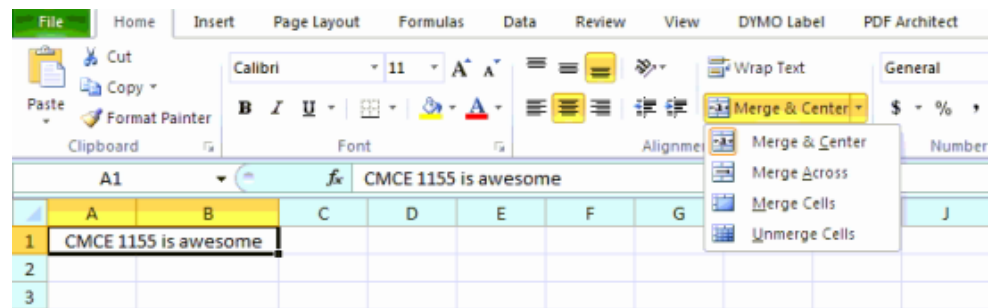 File Home Insert Page Layout Formulas Data Review View DYMO Label PDF Architect
Cut
Copy
Format Painter
Paste
Clipboard
Calibri 11 A A
B I U A
Font
Wrap Text
Merge & Center
Alignme
General
$ % ,
Number
Merge & Center
Merge Across
Merge Cells
Unmerge Cells
A1 fx CMCE 1155 is awesome
A B C D E F G J
1 CMCE 1155 is awesome
2
3